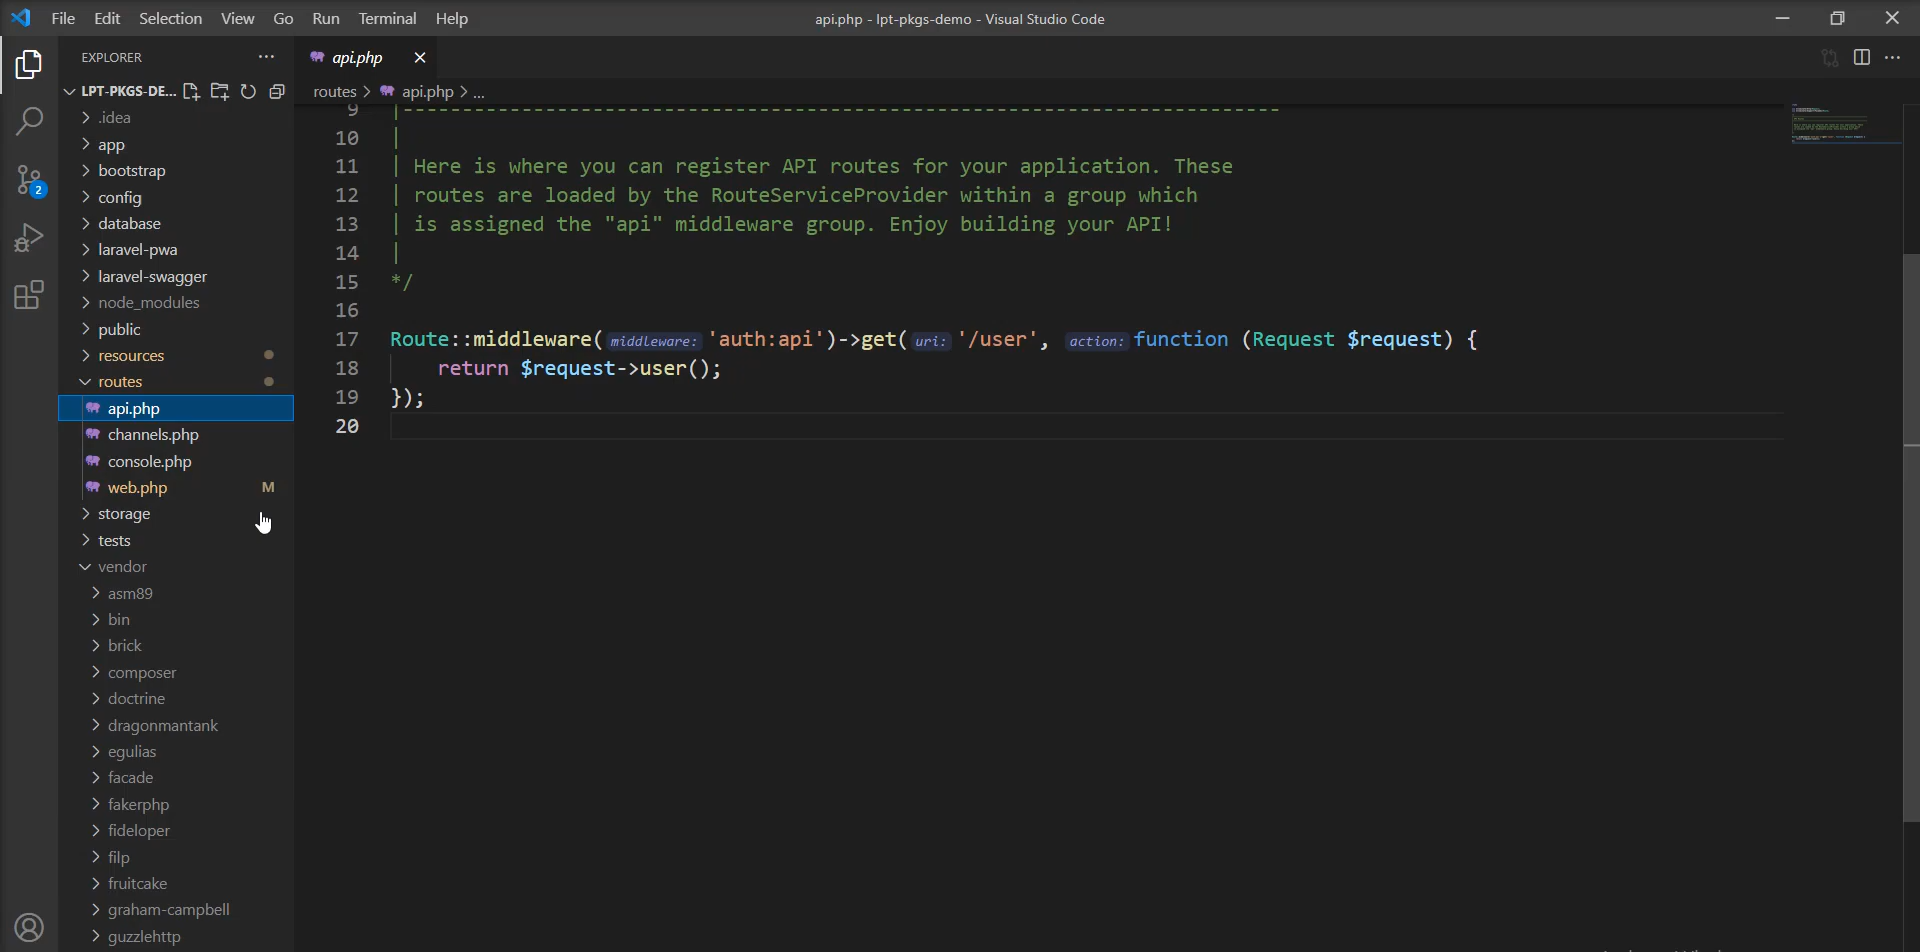 File Edit Selection View Go Run Terminal Help
api.php - lpt-pkgs-demo - Visual Studio Code
EXPLORER
LPT-PKGS-DE...
.idea
app
bootstrap
config
database
laravel-pwa
laravel-swagger
node_modules
public
resources
routes
api.php
channels.php
console.php
web.php M
storage
tests
vendor
asm89
bin
brick
composer
doctrine
dragonmantank
egulias
facade
fakerphp
fideloper
filp
fruitcake
graham-campbell
guzzlehttp
2
api.php
routes > api.php > ...
9 |--------------------------------------------------------------------------
10 |
11 | Here is where you can register API routes for your application. These
12 | routes are loaded by the RouteServiceProvider within a group which
13 | is assigned the "api" middleware group. Enjoy building your API!
14 |
15 */
16
17 Route::middleware(middleware: 'auth:api')->get(uri: '/user', action: function (Request $request) {
18 return $request->user();
19 });
20